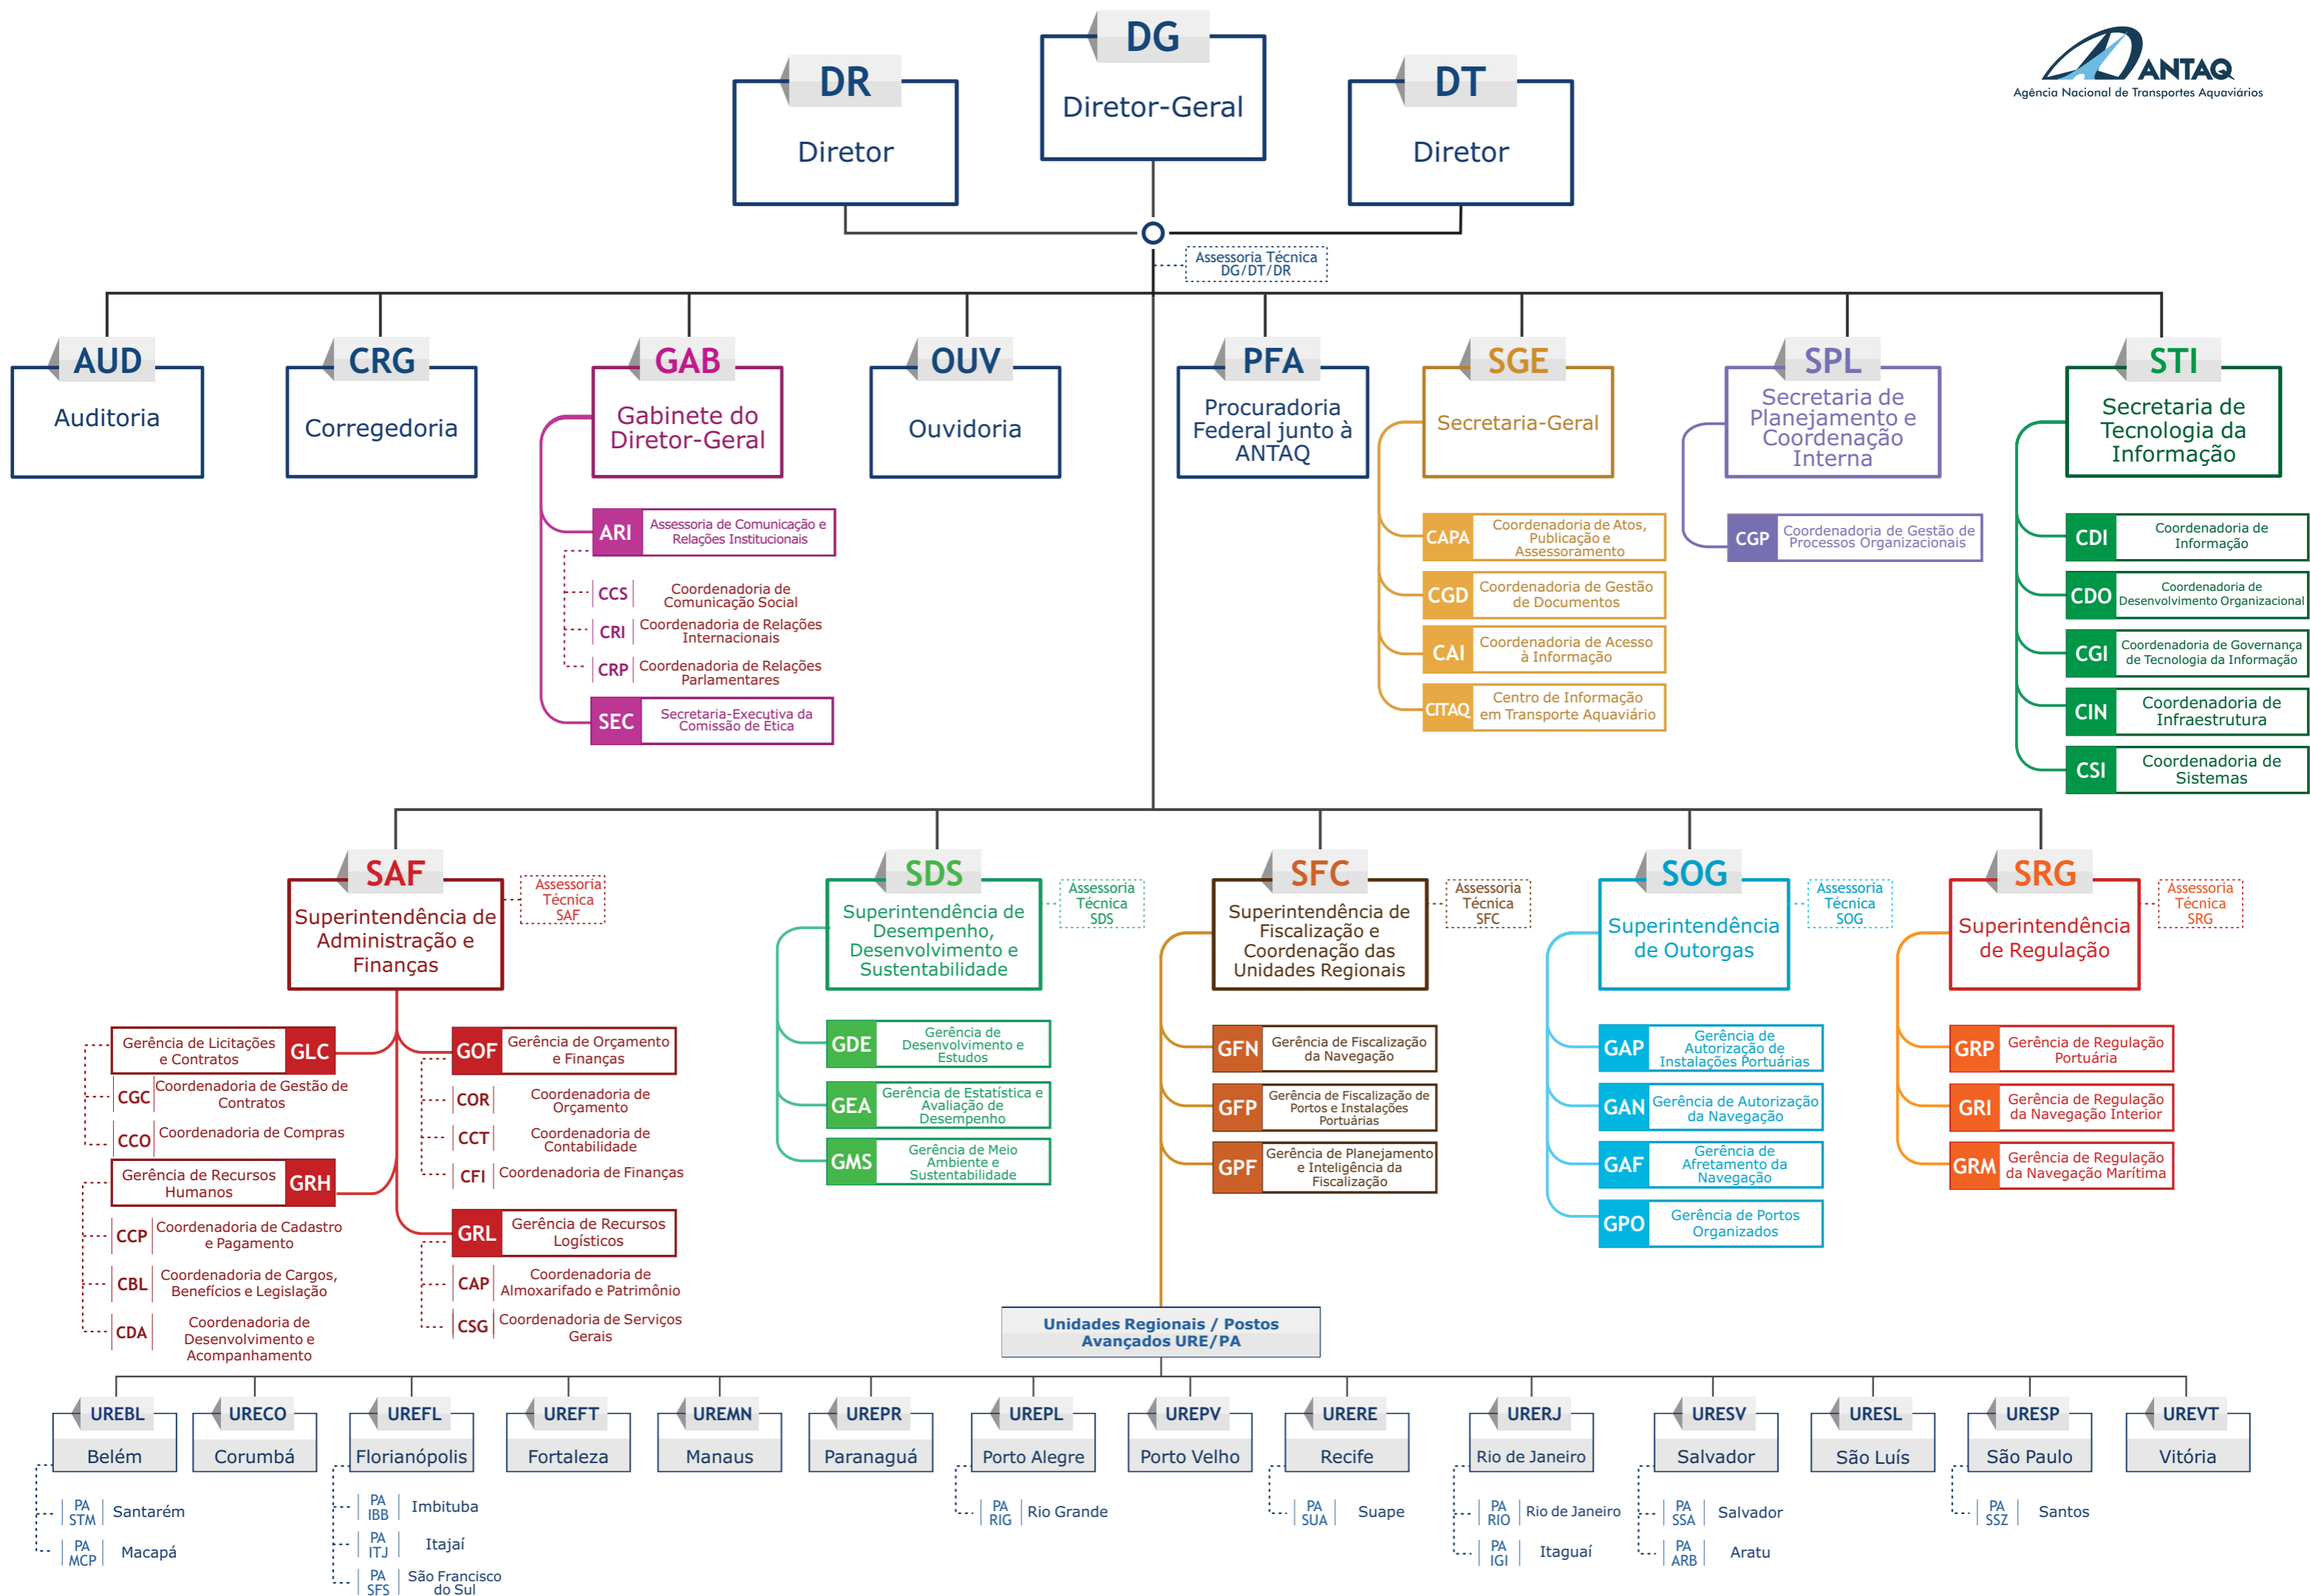 DG
Diretor-Geral
DR
Diretor
DT
Diretor
ANTAQ
Agência Nacional de Transportes Aquaviários
Assessoria Técnica
DG/DT/DR
AUD
Auditoria
CRG
Corregedoria
GAB
Gabinete do
Diretor-Geral
ARI
Assessoria de Comunicação e
Relações Institucionais
CCS
Coordenadoria de
Comunicação Social
CRI
Coordenadoria de Relações
Internacionais
CRP
Coordenadoria de Relações
Parlamentares
SEC
Secretaria-Executiva da
Comissão de Ética
OUV
Ouvidoria
PFA
Procuradoria
Federal junto à
ANTAQ
SGE
Secretaria-Geral
CAPA
Coordenadoria de Atos,
Publicação e
Assessoramento
CGD
Coordenadoria de Gestão
de Documentos
CAI
Coordenadoria de Acesso
à Informação
CITAQ
Centro de Informação
em Transporte Aquaviário
SPL
Secretaria de
Planejamento e
Coordenação
Interna
CGP
Coordenadoria de Gestão de
Processos Organizacionais
STI
Secretaria de
Tecnologia da
Informação
CDI
Coordenadoria de
Informação
CDO
Coordenadoria de
Desenvolvimento Organizacional
CGI
Coordenadoria de Governança
de Tecnologia da Informação
CIN
Coordenadoria de
Infraestrutura
CSI
Coordenadoria de
Sistemas
SAF
Superintendência de
Administração e
Finanças
Assessoria
Técnica
SAF
Gerência de Licitações
e Contratos
GLC
CGC
Coordenadoria de Gestão de
Contratos
CCO
Coordenadoria de Compras
Gerência de Recursos
Humanos
GRH
CCP
Coordenadoria de Cadastro
e Pagamento
CBL
Coordenadoria de Cargos,
Benefícios e Legislação
CDA
Coordenadoria de
Desenvolvimento e
Acompanhamento
GOF
Gerência de Orçamento
e Finanças
COR
Coordenadoria de
Orçamento
CCT
Coordenadoria de
Contabilidade
CFI
Coordenadoria de Finanças
GRL
Gerência de Recursos
Logísticos
CAP
Coordenadoria de
Almoxarifado e Patrimônio
CSG
Coordenadoria de Serviços
Gerais
SDS
Superintendência de
Desempenho,
Desenvolvimento e
Sustentabilidade
Assessoria
Técnica
SDS
GDE
Gerência de
Desenvolvimento e
Estudos
GEA
Gerência de Estatística e
Avaliação de
Desempenho
GMS
Gerência de Meio
Ambiente e
Sustentabilidade
SFC
Superintendência de
Fiscalização e
Coordenação das
Unidades Regionais
Assessoria
Técnica
SFC
GFN
Gerência de Fiscalização
da Navegação
GFP
Gerência de Fiscalização de
Portos e Instalações
Portuárias
GPF
Gerência de Planejamento
e Inteligência da
Fiscalização
SOG
Superintendência
de Outorgas
Assessoria
Técnica
SOG
GAP
Gerência de
Autorização de
Instalações Portuárias
GAN
Gerência de Autorização
da Navegação
GAF
Gerência de
Afretamento da
Navegação
GPO
Gerência de Portos
Organizados
SRG
Superintendência
de Regulação
Assessoria
Técnica
SRG
GRP
Gerência de Regulação
Portuária
GRI
Gerência de Regulação
da Navegação Interior
GRM
Gerência de Regulação
da Navegação Marítima
Unidades Regionais / Postos
Avançados URE/PA
UREBL
Belém
PA
STM
Santarém
PA
MCP
Macapá
URECO
Corumbá
UREFL
Florianópolis
PA
IBB
Imbituba
PA
ITJ
Itajaí
PA
SFS
São Francisco
do Sul
UREFT
Fortaleza
UREMN
Manaus
UREPR
Paranaguá
UREPL
Porto Alegre
PA
RIG
Rio Grande
UREPV
Porto Velho
URERE
Recife
PA
SUA
Suape
URERJ
Rio de Janeiro
PA
RIO
Rio de Janeiro
PA
IGI
Itaguaí
URESV
Salvador
PA
SSA
Salvador
PA
ARB
Aratu
URESL
São Luís
URESP
São Paulo
PA
SSZ
Santos
UREVT
Vitória